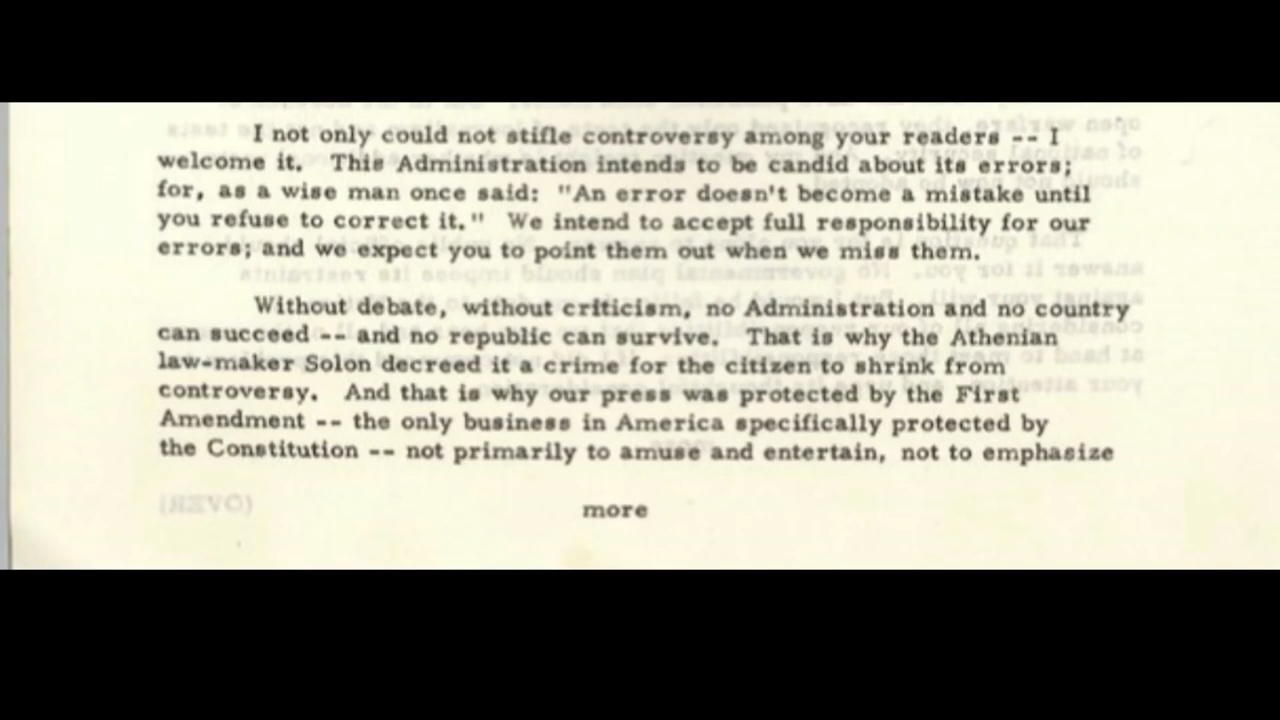 I not only could not stifle controversy among your readers -- I
welcome it. This Administration intends to be candid about its errors;
for, as a wise man once said: "An error doesn't become a mistake until
you refuse to correct it." We intend to accept full responsibility for our
errors; and we expect you to point them out when we miss them.
Without debate, without criticism, no Administration and no country
can succeed -- and no republic can survive. That is why the Athenian
law-maker Solon decreed it a crime for the citizen to shrink from
controversy. And that is why our press was protected by the First
Amendment -- the only business in America specifically protected by
the Constitution -- not primarily to amuse and entertain, not to emphasize
(OVER)
more